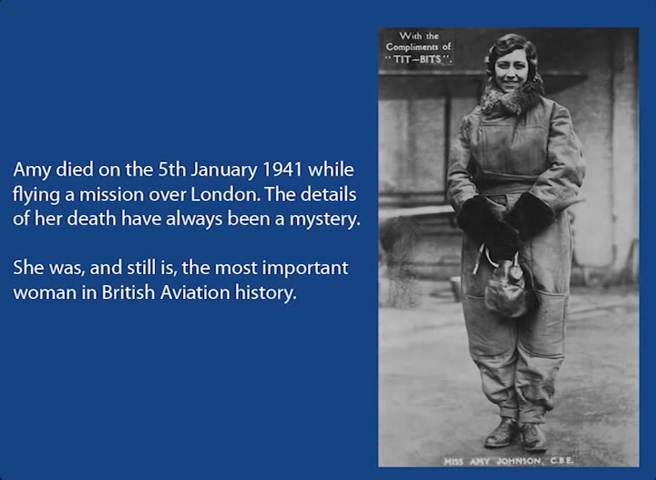 Amy died on the 5th January 1941 while
flying a mission over London. The details
of her death have always been a mystery.
She was, and still is, the most important
woman in British Aviation history.
With the
Compliments of
"TIT—BITS".
MISS AMY JOHNSON, C.B.E.